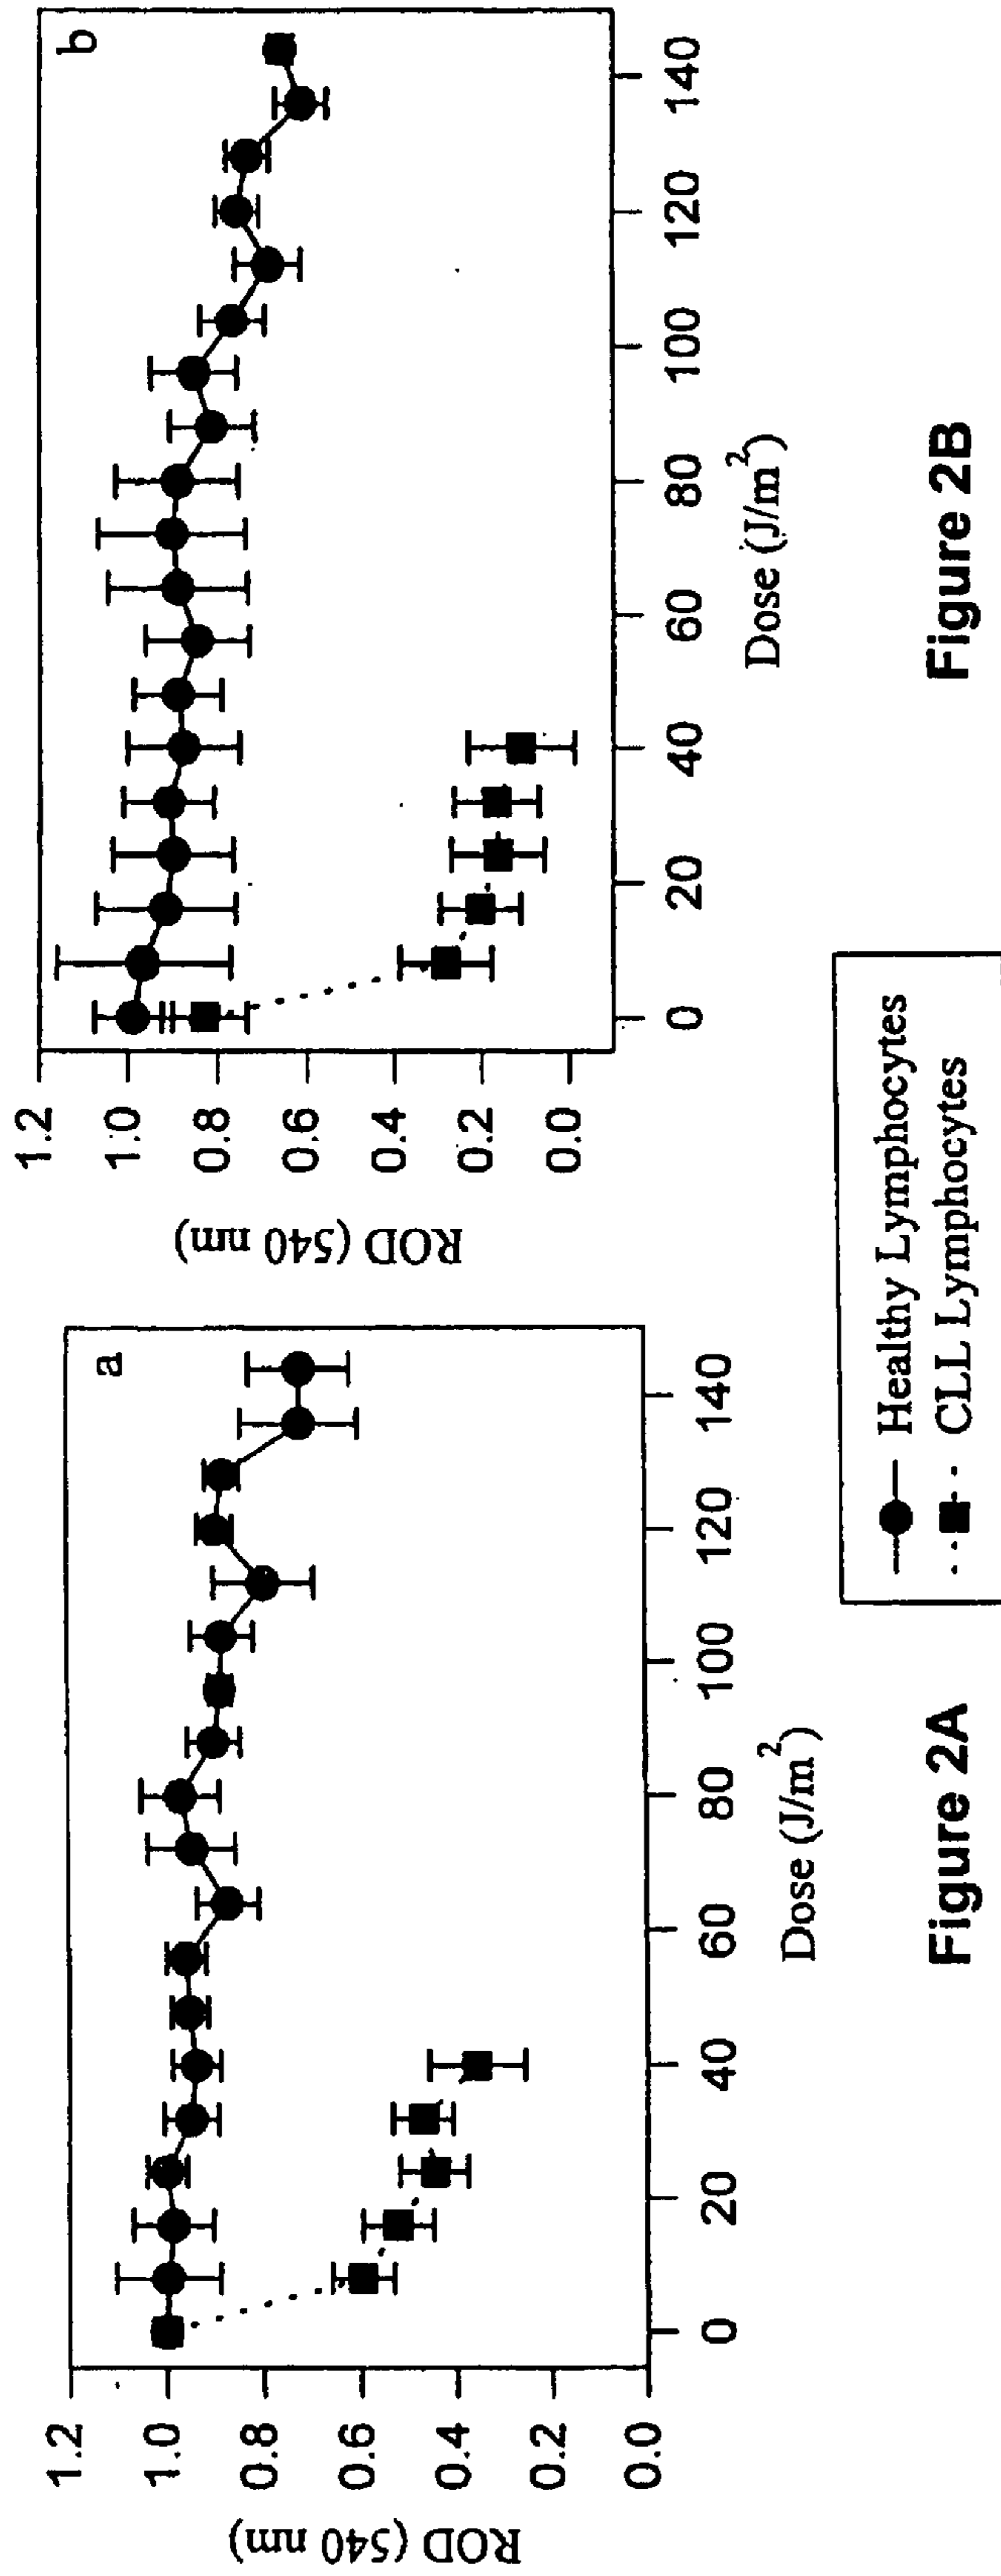 a
1.2
1.0
0.8
0.6
0.4
0.2
0.0
ROD (540 nm)
0 20 40 60 80 100 120 140
Dose (J/m²)
Figure 2A
b
1.2
1.0
0.8
0.6
0.4
0.2
0.0
ROD (540 nm)
0 20 40 60 80 100 120 140
Dose (J/m²)
Figure 2B
Healthy Lymphocytes
CLL Lymphocytes